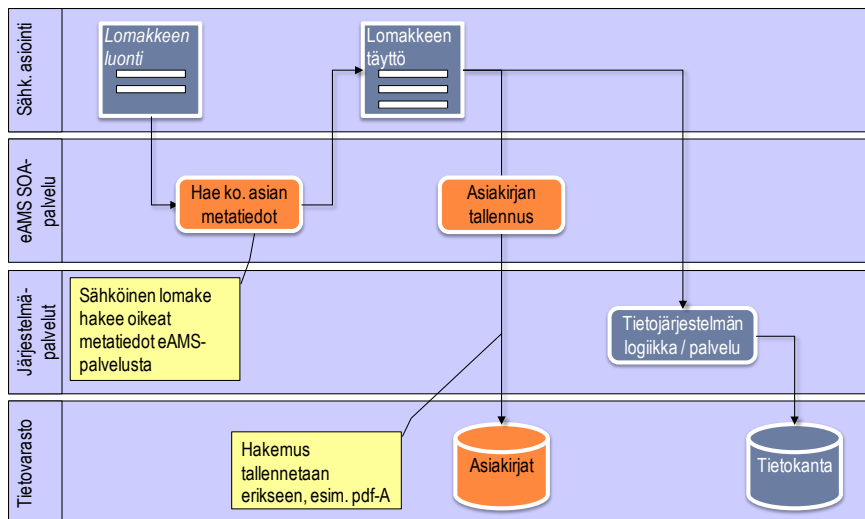 Sähk. asiointi
Lomakkeen
luonti
Lomakkeen
täyttö
eAMS SOA-
palvelu
Hae ko. asian
metatiedot
Asiakirjan
tallennus
Järjestelmä-
palvelut
Sähköinen lomake
hakee oikeat
metatiedot eAMS-
palvelusta
Tietojärjestelmän
logiikka / palvelu
Tietovarasto
Hakemus
tallennetaan
erikseen, esim. pdf-A
Asiakirjat
Tietokanta